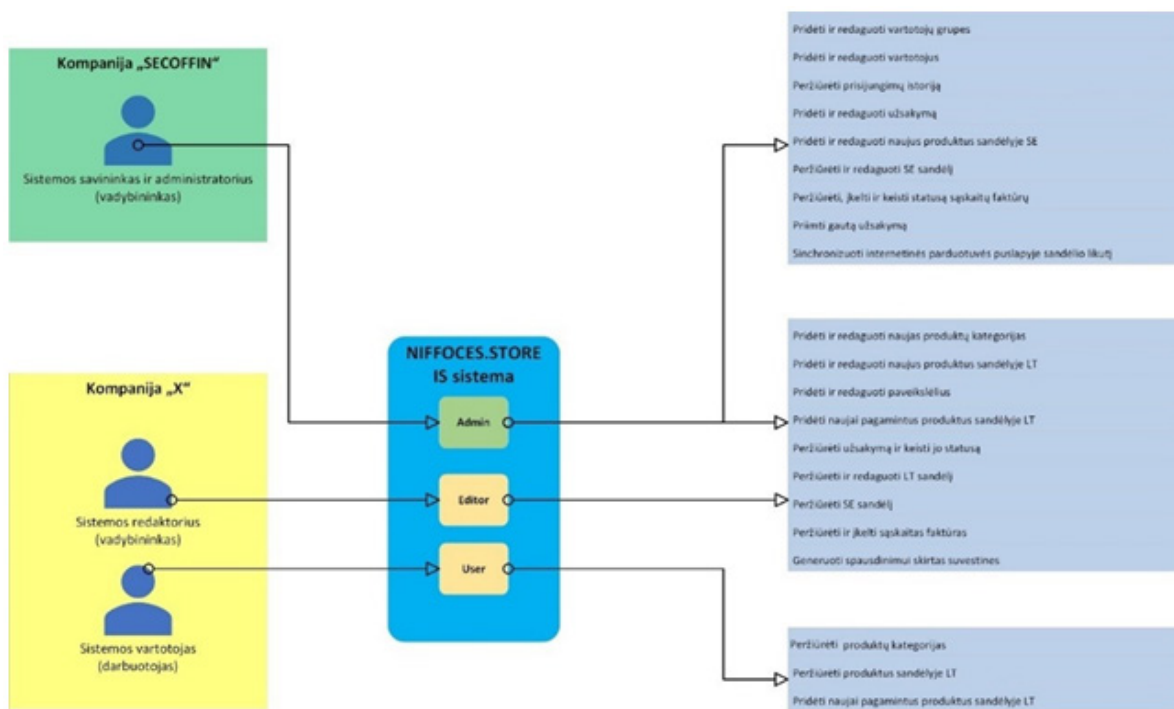 Kompanija „SECOFFIN“
Sistemos savininkas ir administratorius
(vadybininkas)
Kompanija „X“
Sistemos redaktorius
(vadybininkas)
Sistemos vartotojas
(darbuotojas)
NIFFOCES.STORE
IS sistema
Admin
Editor
User
Pridėti ir redaguoti vartotojų grupes
Pridėti ir redaguoti vartotojus
Peržiūrėti prisijungimų istoriją
Pridėti ir redaguoti užsakymą
Pridėti ir redaguoti naujus produktus sandėlyje SE
Peržiūrėti ir redaguoti SE sandėlį
Peržiūrėti, įkelti ir keisti statusą sąskaitų faktūrų
Priimti gautą užsakymą
Sinchronizuoti internetinės parduotuvės puslapyje sandėlio likutį
Pridėti ir redaguoti naujas produktų kategorijas
Pridėti ir redaguoti naujus produktus sandėlyje LT
Pridėti ir redaguoti paveikslėlius
Pridėti naujai pagamintus produktus sandėlyje LT
Peržiūrėti užsakymą ir keisti jo statusą
Peržiūrėti ir redaguoti LT sandėlį
Peržiūrėti SE sandėlį
Peržiūrėti ir įkelti sąskaitas faktūras
Generuoti spausdinimui skirtas suvestines
Peržiūrėti produktų kategorijas
Peržiūrėti produktus sandėlyje LT
Pridėti naujai pagamintus produktus sandėlyje LT